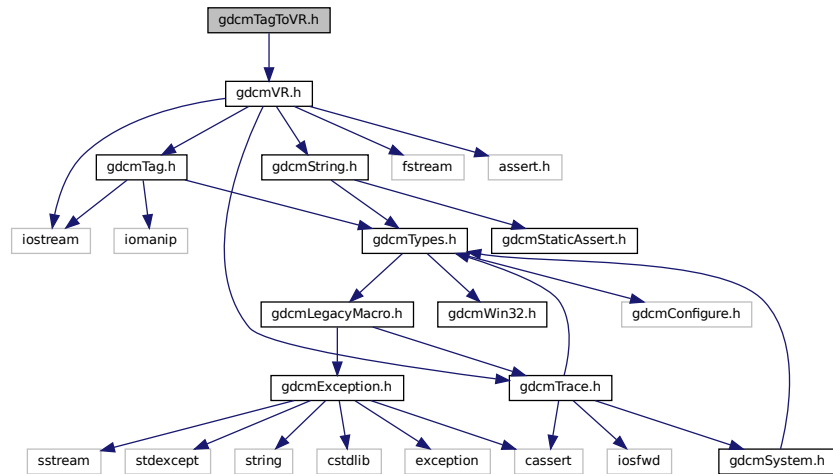 gdcmTagToVR.h
gdcmVR.h
gdcmTag.h
gdcmString.h
fstream
assert.h
iostream
iomanip
gdcmTypes.h
gdcmStaticAssert.h
gdcmLegacyMacro.h
gdcmWin32.h
gdcmConfigure.h
gdcmException.h
gdcmTrace.h
sstream
stdexcept
string
cstdlib
exception
cassert
iosfwd
gdcmSystem.h